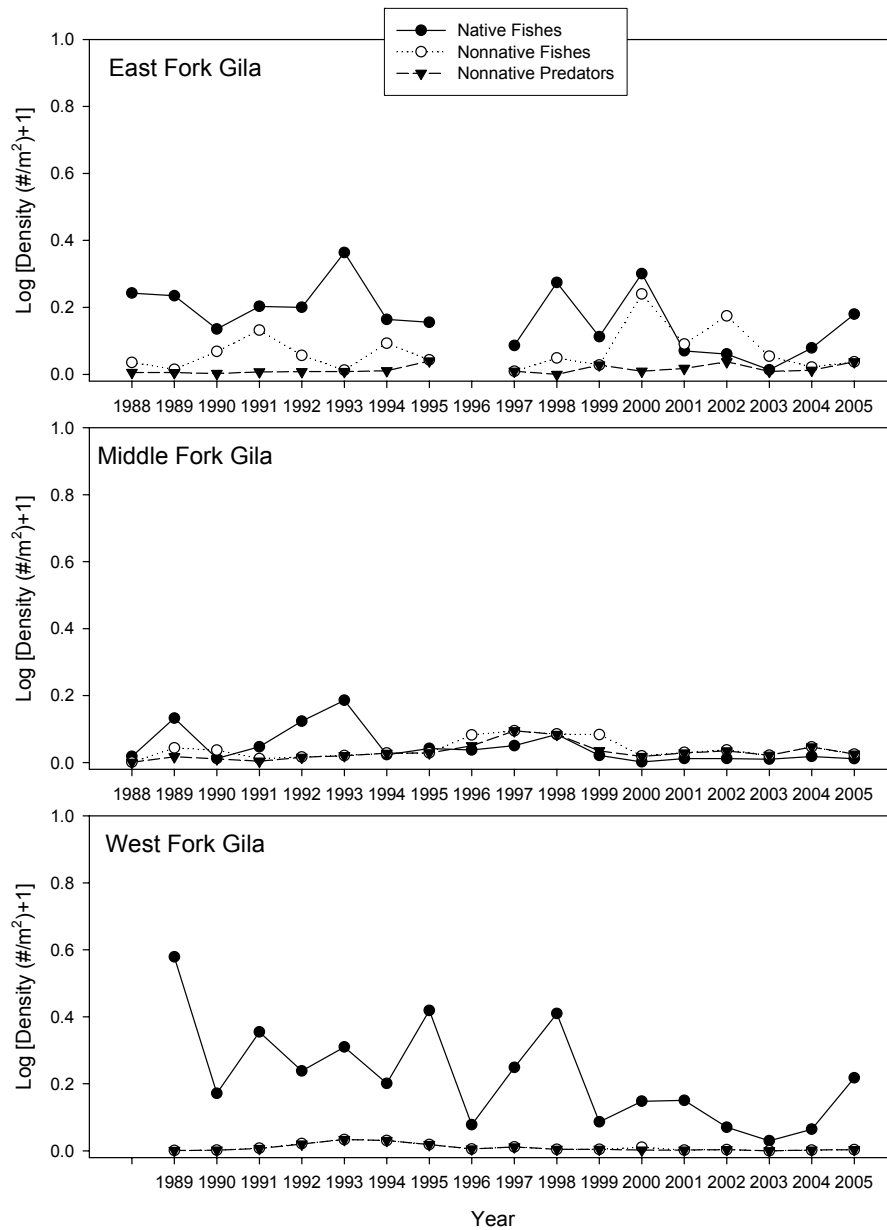 Native Fishes
Nonnative Fishes
Nonnative Predators
East Fork Gila
Log [Density (#/m²)+1]
1.0
0.8
0.6
0.4
0.2
0.0
1988 1989 1990 1991 1992 1993 1994 1995 1996 1997 1998 1999 2000 2001 2002 2003 2004 2005
Middle Fork Gila
Log [Density (#/m²)+1]
1.0
0.8
0.6
0.4
0.2
0.0
1988 1989 1990 1991 1992 1993 1994 1995 1996 1997 1998 1999 2000 2001 2002 2003 2004 2005
West Fork Gila
Log [Density (#/m²)+1]
1.0
0.8
0.6
0.4
0.2
0.0
1989 1990 1991 1992 1993 1994 1995 1996 1997 1998 1999 2000 2001 2002 2003 2004 2005
Year